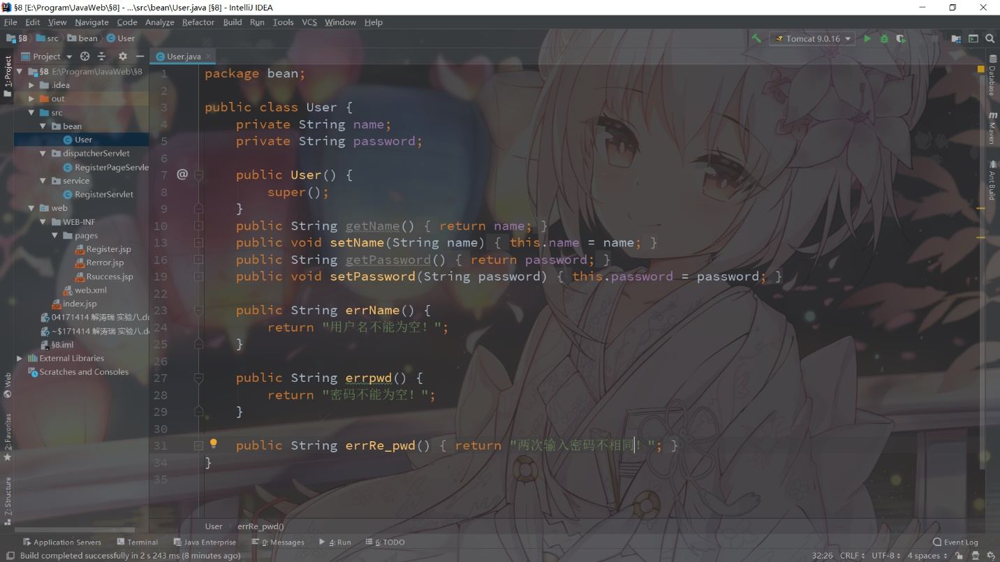 §8 [E:\Program\JavaWeb\§8] - ...\src\bean\User.java [§8] - IntelliJ IDEA
File Edit View Navigate Code Analyze Refactor Build Run Tools VCS Window Help
§8 src bean User
Tomcat 9.0.16
Project
User.java
1: Project
§8 E:\Program\JavaWeb\§8
.idea
out
src
bean
User
dispatcherServlet
RegisterPageServle
service
RegisterServlet
web
WEB-INF
pages
Register.jsp
Rerror.jsp
Rsuccess.jsp
web.xml
index.jsp
04171414 解涛瑞 实验八.do
~$171414 解涛瑞 实验八.do
§8.iml
External Libraries
Scratches and Consoles
Web
2: Favorites
Z: Structure
1 package bean;
2
3 public class User {
4 private String name;
5 private String password;
6
7 @ public User() {
8 super();
9 }
10 public String getName() { return name; }
13 public void setName(String name) { this.name = name; }
16 public String getPassword() { return password; }
19 public void setPassword(String password) { this.password = password; }
22
23 public String errName() {
24 return "用户名不能为空！";
25 }
26
27 public String errpwd() {
28 return "密码不能为空！";
29 }
30
31 public String errRe_pwd() { return "两次输入密码不相同！"; }
34 }
35
Database
m Maven
Ant Build
User errRe_pwd()
Application Servers Terminal Java Enterprise 0: Messages 4: Run 6: TODO Event Log
Build completed successfully in 2 s 243 ms (8 minutes ago) 32:26 CRLF UTF-8 4 spaces